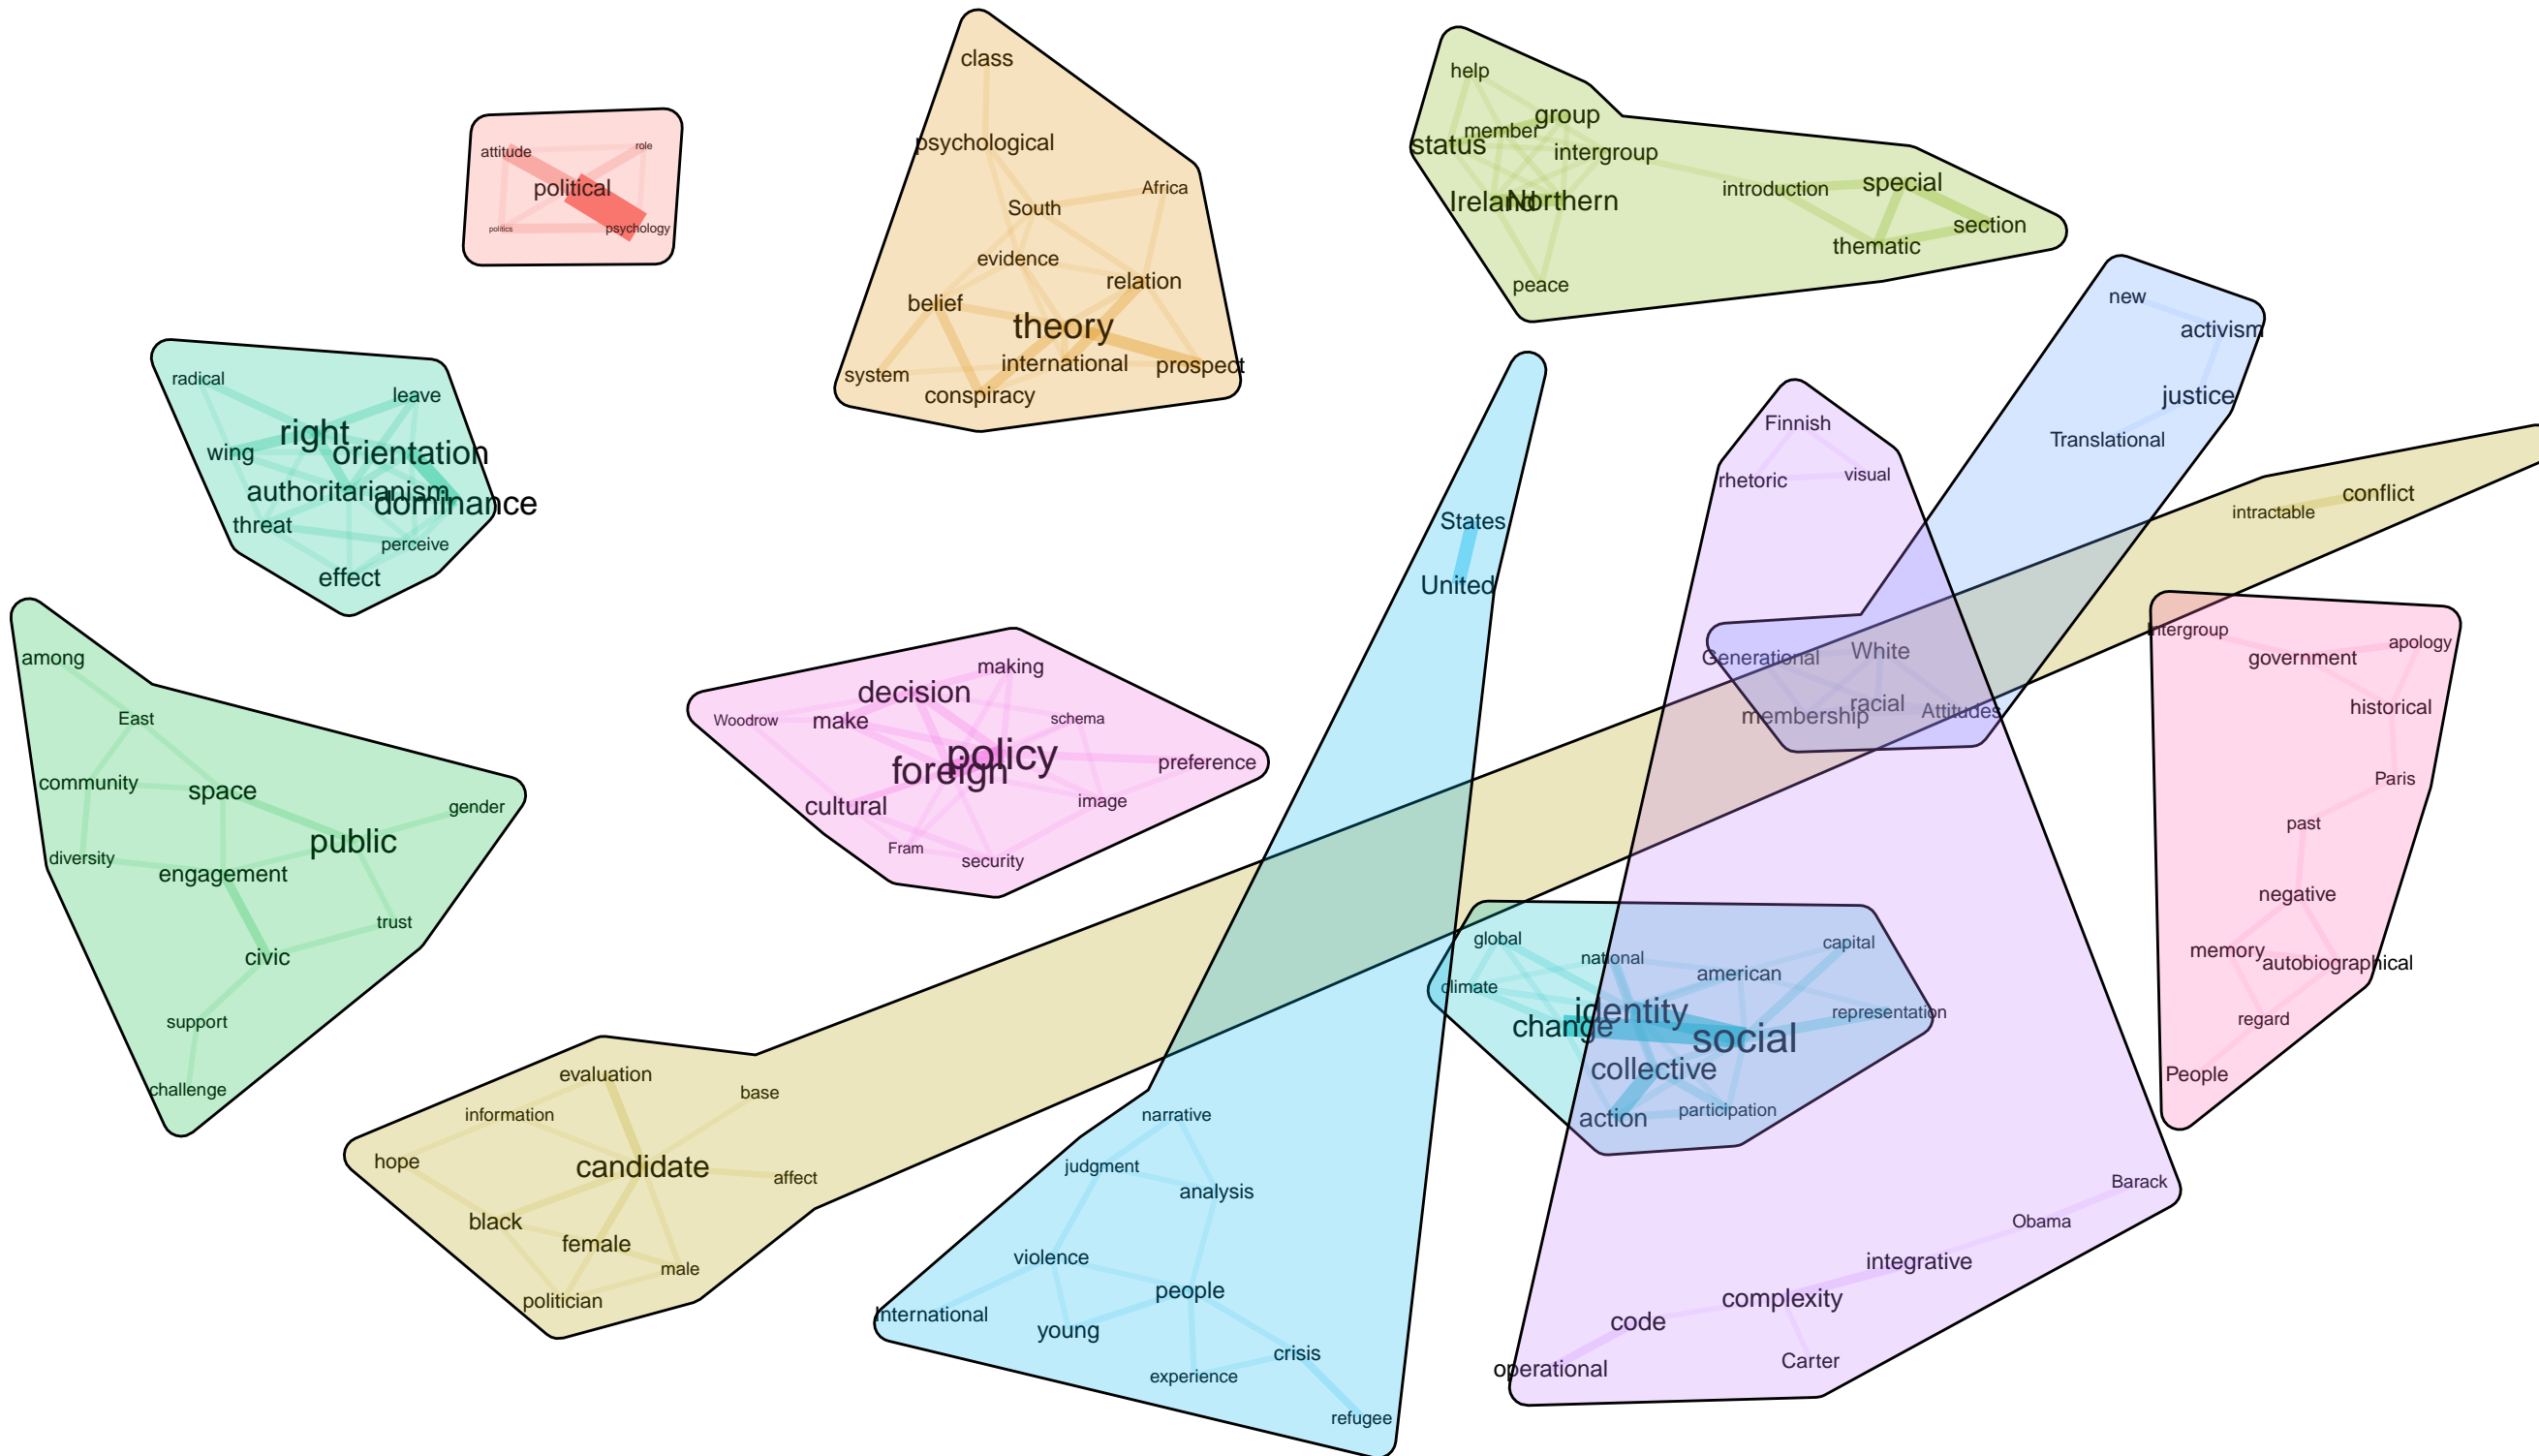 attitude
role
political
politics
psychology
class
psychological
Africa
South
evidence
relation
belief
theory
international
prospect
system
conspiracy
help
group
member
status
intergroup
Ireland
Northern
introduction
special
section
thematic
peace
new
activism
justice
Translational
Generational
White
racial
membership
Attitudes
radical
leave
right
wing
orientation
authoritarianism
dominance
threat
perceive
effect
among
East
community
space
gender
public
diversity
engagement
trust
civic
support
challenge
making
decision
Woodrow
make
schema
policy
foreign
preference
cultural
image
Fram
security
States
United
narrative
judgment
analysis
violence
people
International
young
crisis
experience
refugee
Finnish
rhetoric
visual
Barack
Obama
integrative
complexity
code
Carter
operational
conflict
intractable
evaluation
base
information
hope
candidate
affect
black
female
male
politician
global
national
capital
american
climate
identity
representation
change
social
collective
action
participation
Intergroup
government
apology
historical
Paris
past
negative
memory
autobiographical
regard
People